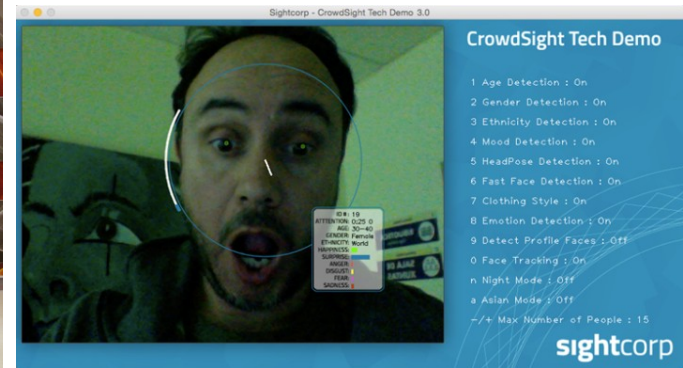 Sightcorp - CrowdSight Tech Demo 3.0
CrowdSight Tech Demo
1 Age Detection : On
2 Gender Detection : On
3 Ethnicity Detection : On
4 Mood Detection : On
5 HeadPose Detection : On
6 Fast Face Detection : On
7 Clothing Style : On
8 Emotion Detection : On
9 Detect Profile Faces : Off
0 Face Tracking : On
n Night Mode : Off
a Asian Mode : Off
-/+ Max Number of People : 15
ID#: 19
ATTTENTION: 0:25 0
AGE: 30-40
GENDER: Female
ETHNICITY: World
HAPPINESS:
SURPRISE:
ANGER:
DISGUST:
FEAR:
SADNESS:
sightcorp